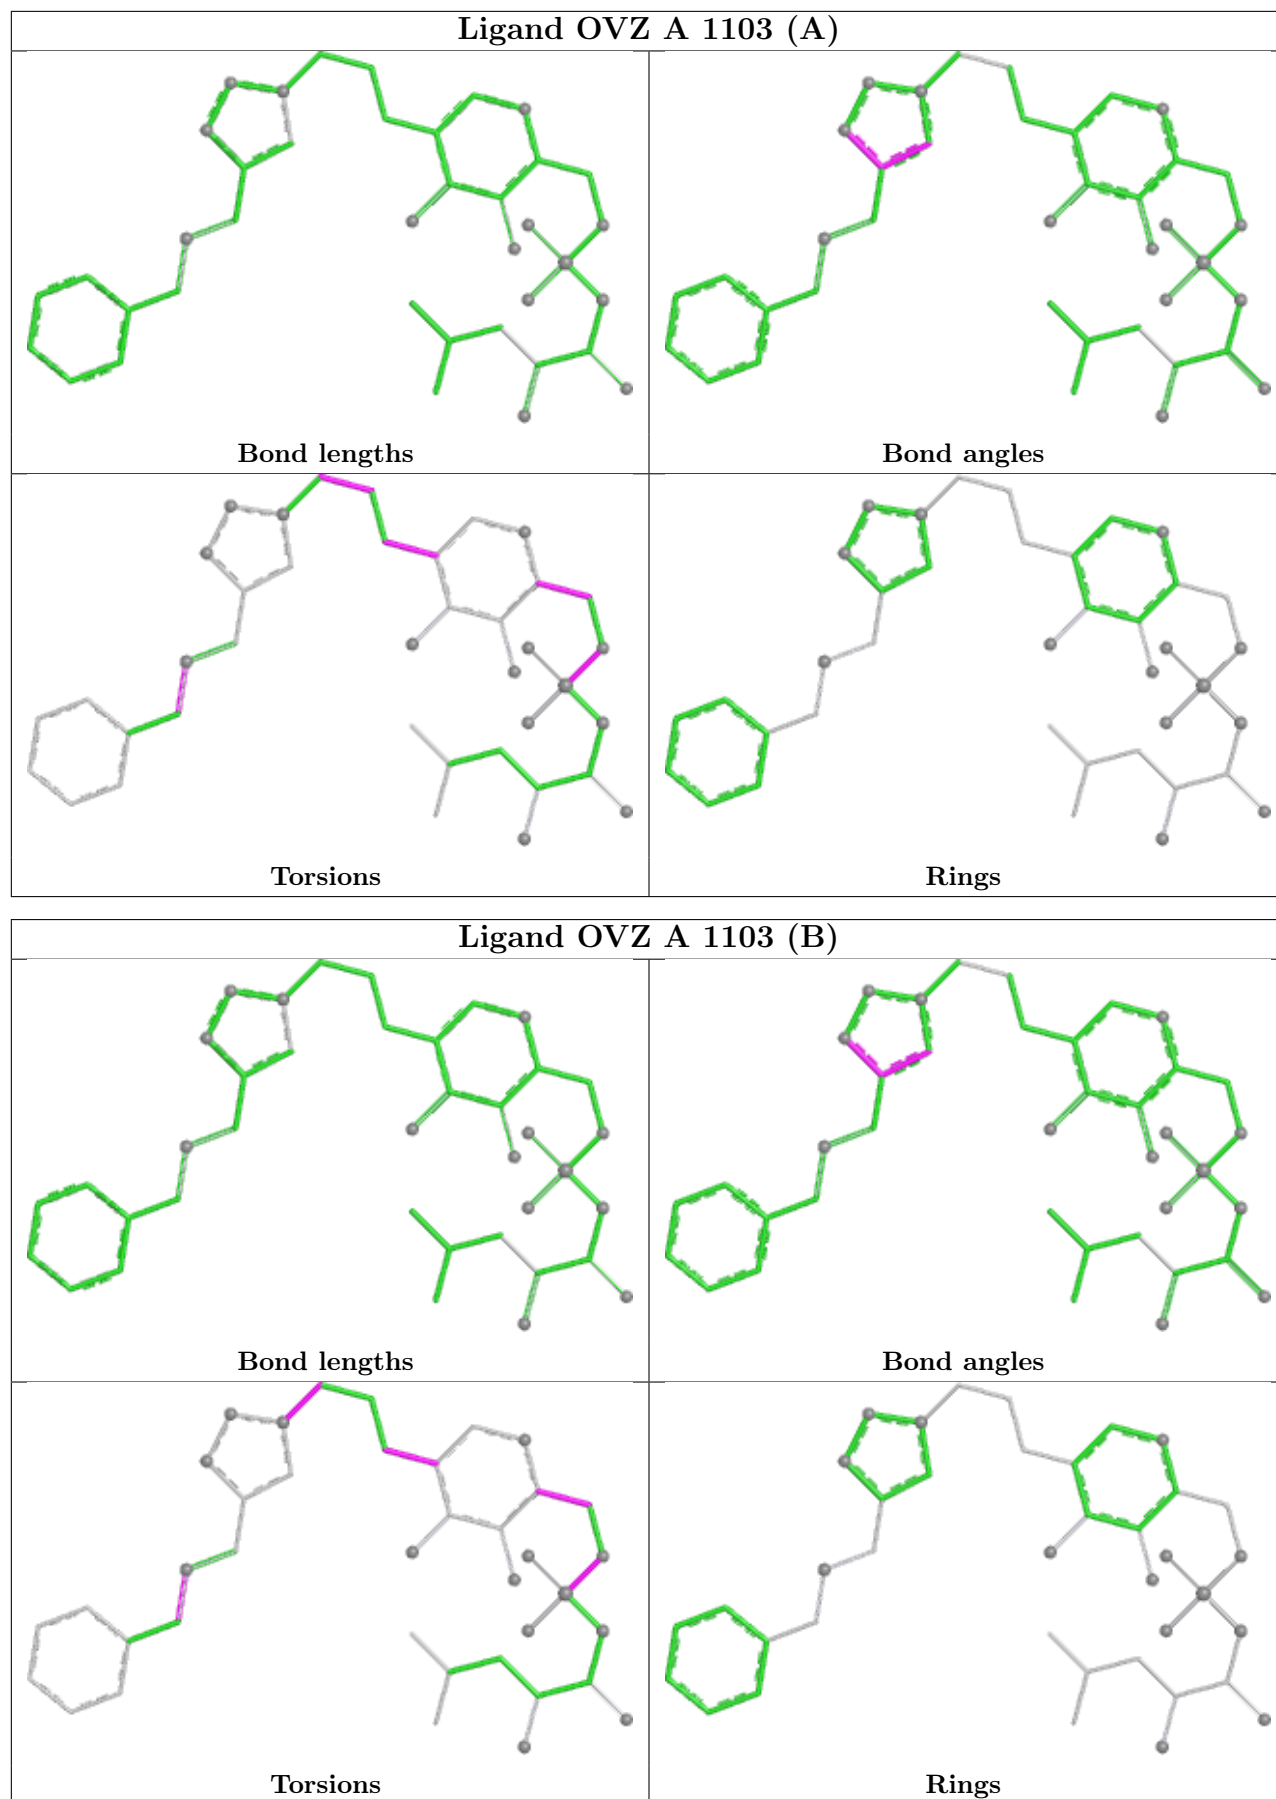 Ligand OVZ A 1103 (A)
Bond lengths
Bond angles
Torsions
Rings
Ligand OVZ A 1103 (B)
Bond lengths
Bond angles
Torsions
Rings